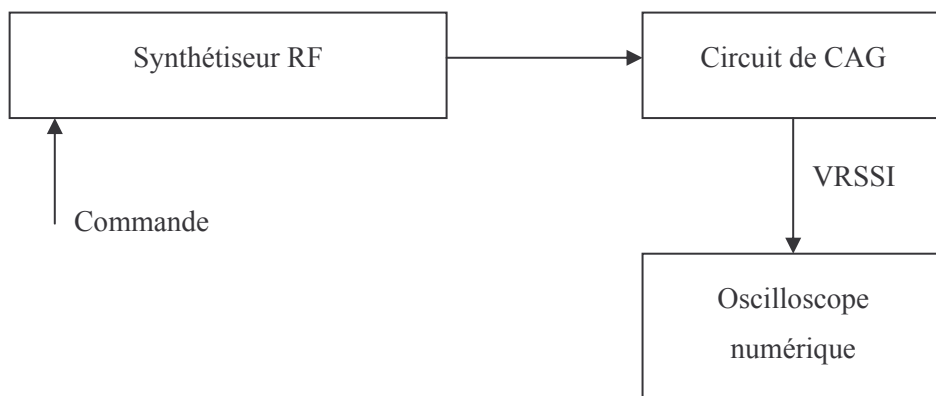 Synthétiseur RF
Circuit de CAG
VRSSI
Commande
Oscilloscope
numérique